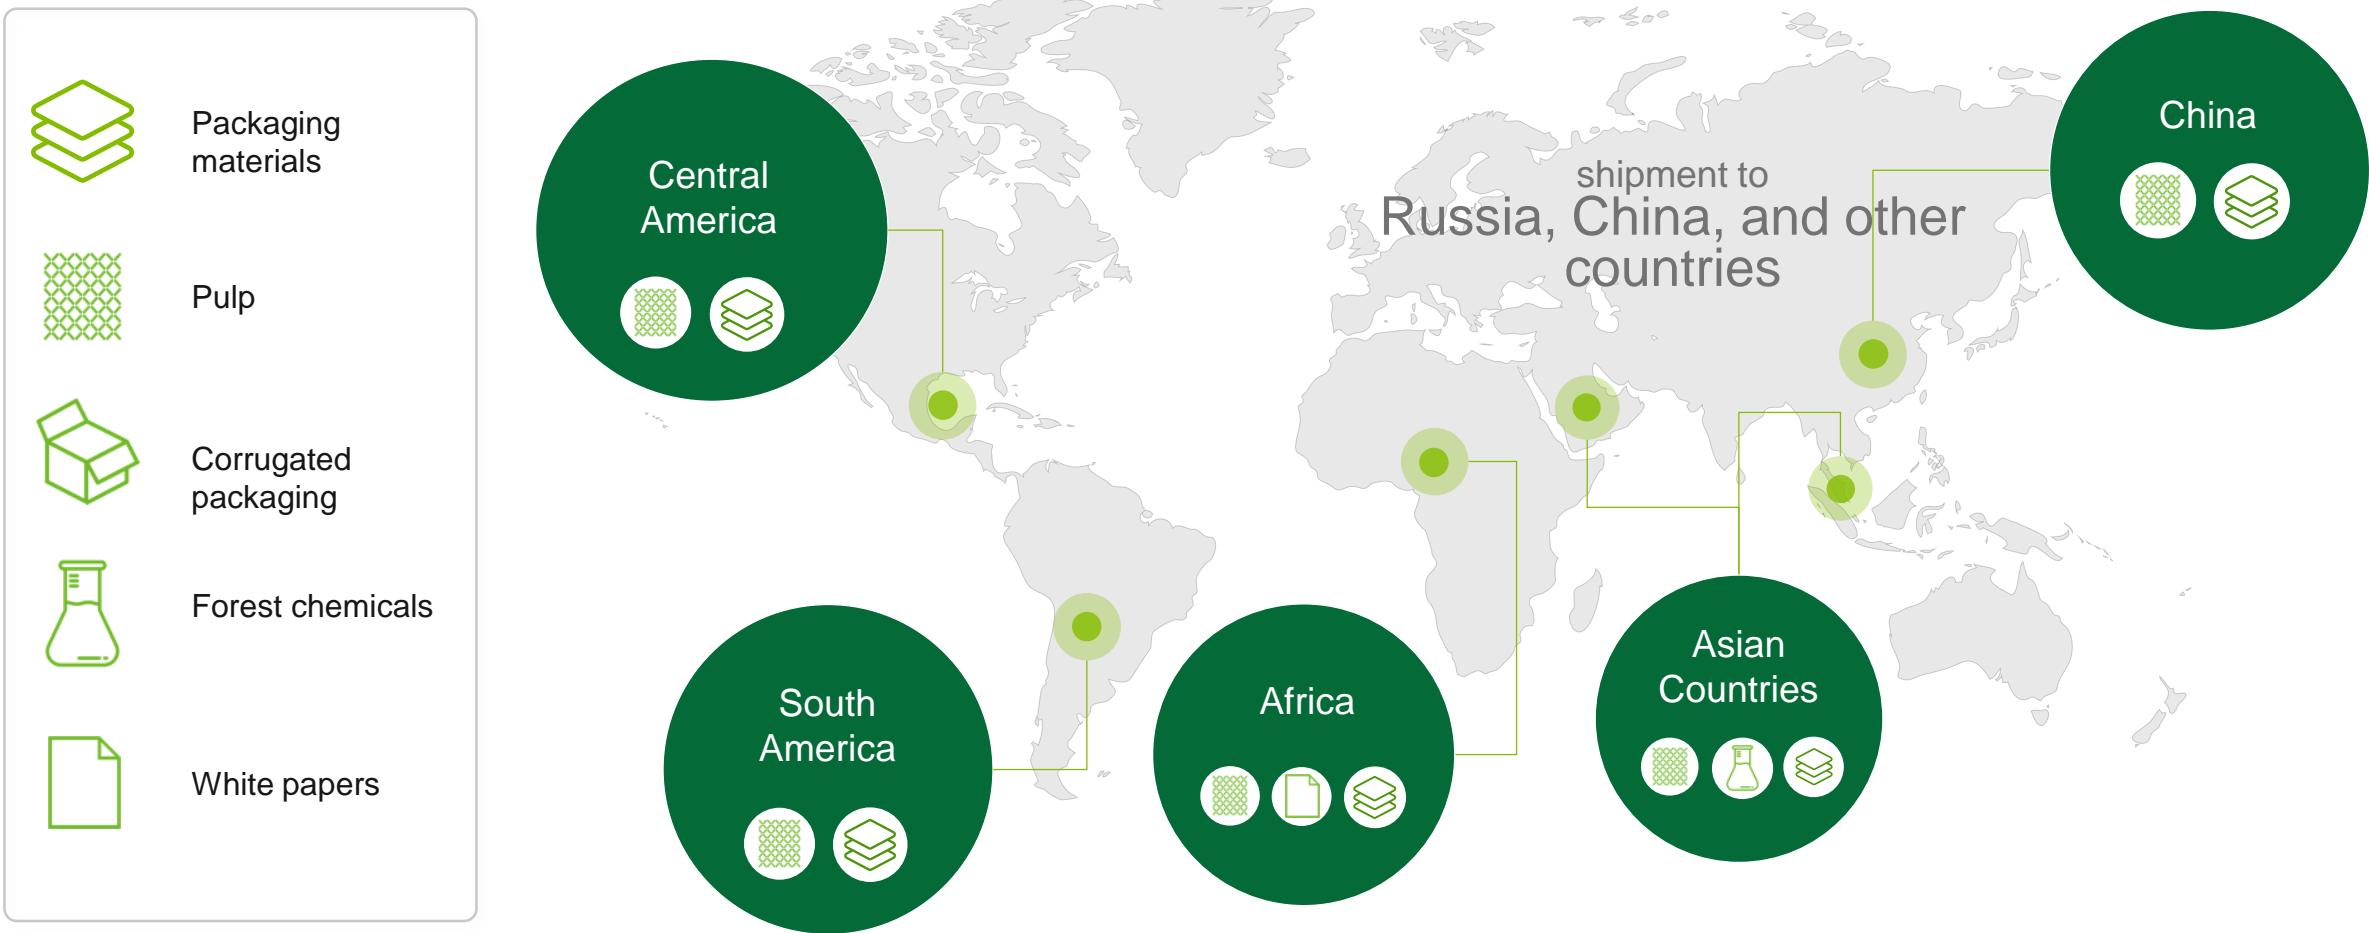 Packaging
materials
Pulp
Corrugated
packaging
Forest chemicals
White papers
Central
America
shipment to
Russia, China, and other
countries
China
South
America
Africa
Asian
Countries